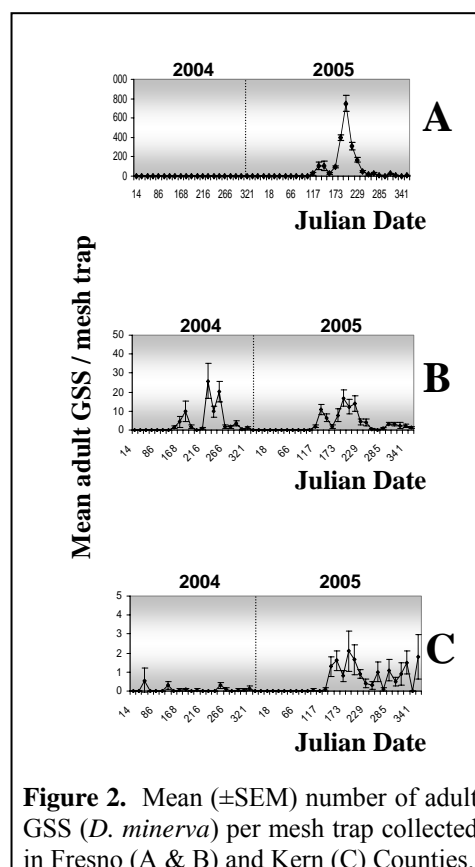 2004 2005
000
800
600
400
200
0
14 86 168 216 266 321 18 66 117 173 229 285 341
A
Julian Date
Mean adult GSS / mesh trap
2004 2005
50
40
30
20
10
0
14 86 168 216 266 321 18 66 117 173 229 285 341
B
Julian Date
2004 2005
5
4
3
2
1
0
14 86 168 216 266 321 18 66 117 173 229 285 341
C
Julian Date
Figure 2. Mean (±SEM) number of adult
GSS (D. minerva) per mesh trap collected
in Fresno (A & B) and Kern (C) Counties.